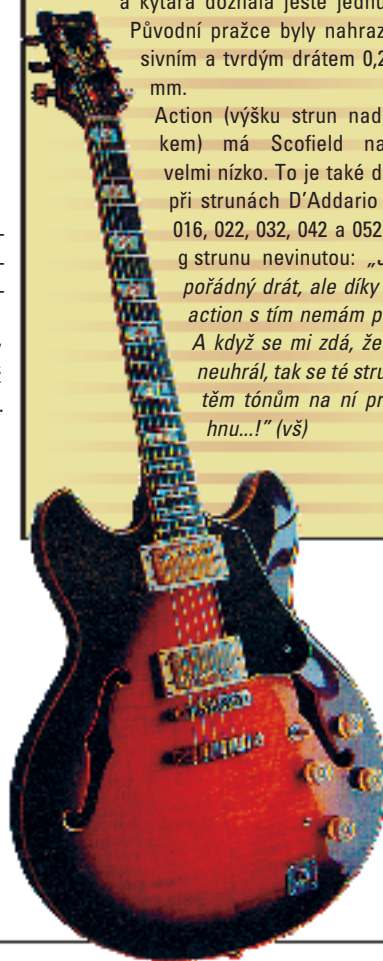 a kytara doznala ještě jednu
Původní pražce byly nahraz
sivním a tvrdým drátem 0,2
mm.
Action (výšku strun nad
kem) má Scofield na
velmi nízko. To je také d
při strunách D'Addario
016, 022, 032, 042 a 052
g strunu nevinutou: „J
pořádný drát, ale díky
action s tím nemám p
A když se mi zdá, že
neuhrál, tak se té stru
těm tónům na ní pr
hnu...!" (vš)